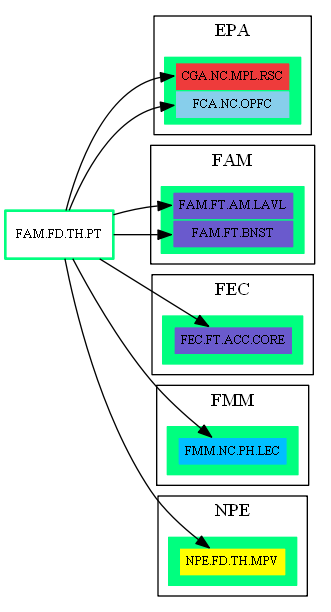 EPA
CGA.NC.MPL.RSC
FCA.NC.OPFC
FAM
FAM.FD.TH.PT
FAM.FT.AM.LAVL
FAM.FT.BNST
FEC
FEC.FT.ACC.CORE
FMM
FMM.NC.PH.LEC
NPE
NPE.FD.TH.MPV